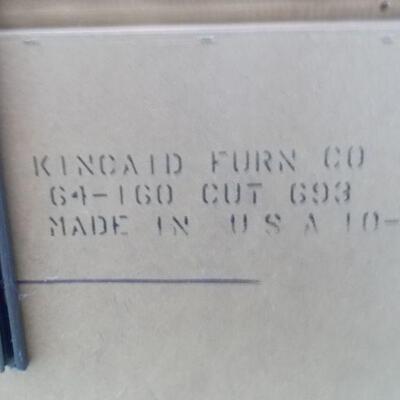 KINCAID FURN CO
64-160 CUT 693
MADE IN U S A 10-